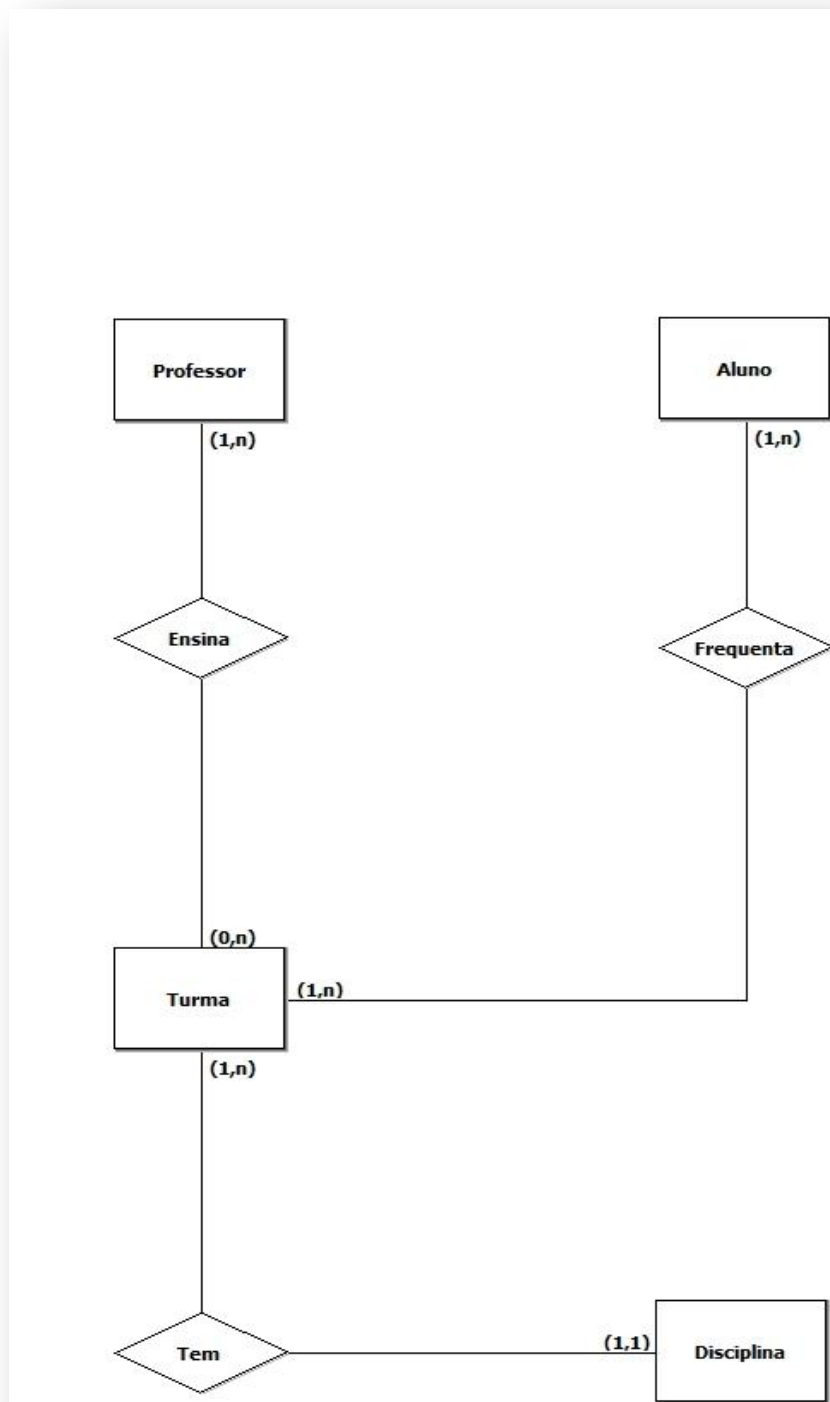 Professor
Aluno
(1,n)
(1,n)
Ensina
Frequenta
(0,n)
Turma
(1,n)
(1,n)
Tem
(1,1)
Disciplina